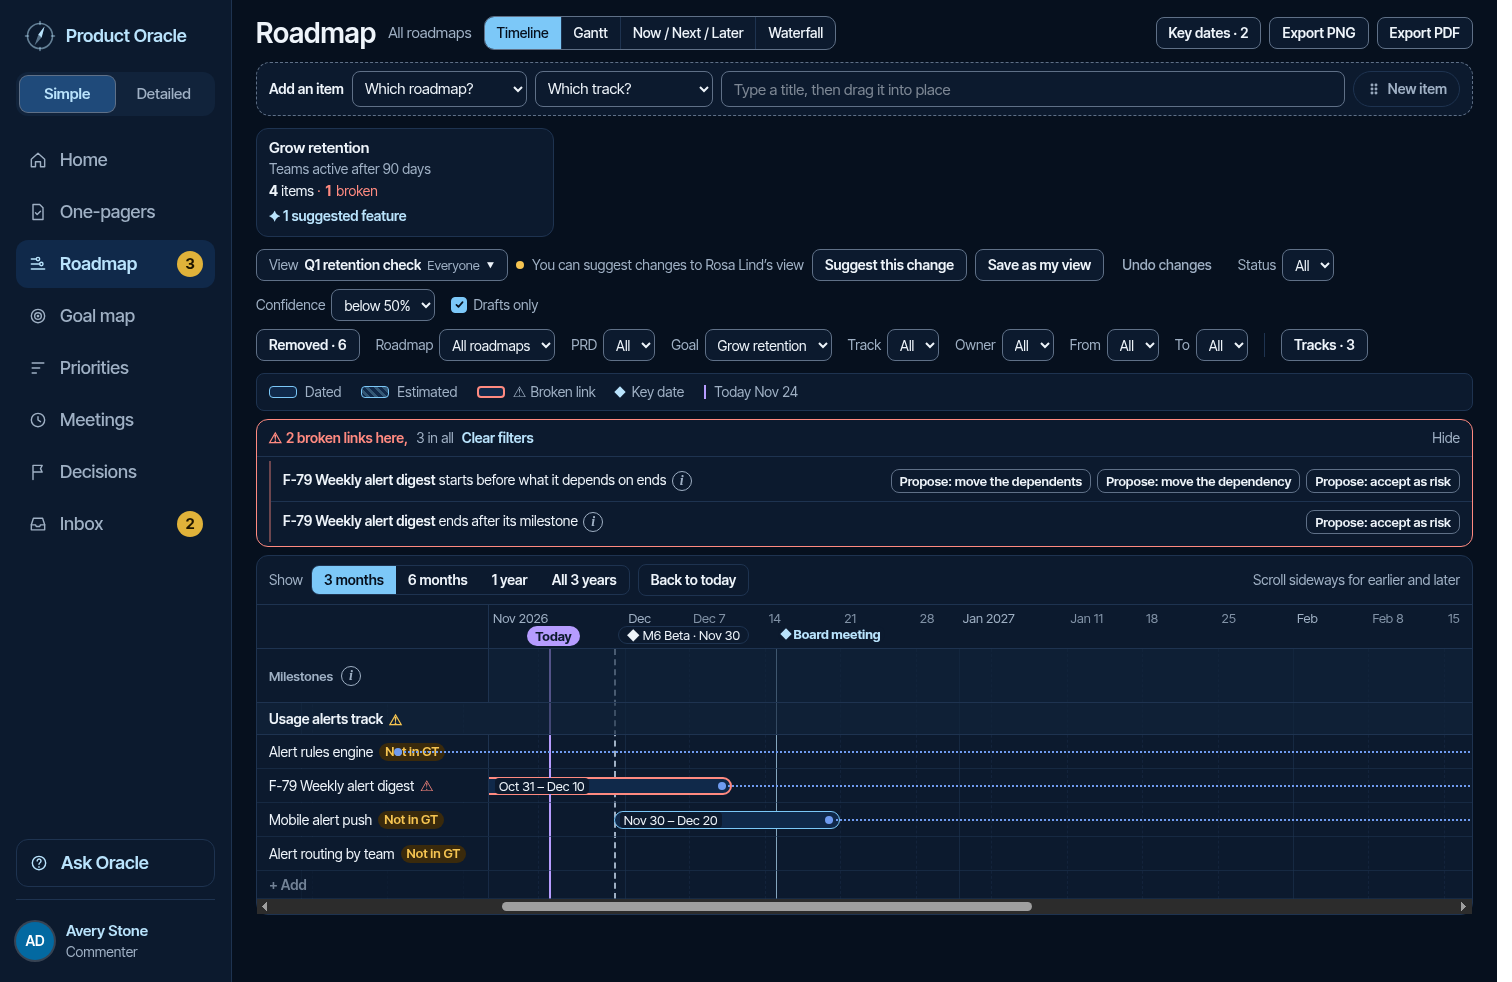 Product Oracle
Simple
Detailed
Home
One-pagers
Roadmap 3
Goal map
Priorities
Meetings
Decisions
Inbox 2
Ask Oracle
AD
Avery Stone
Commenter
Roadmap All roadmaps Timeline Gantt Now / Next / Later Waterfall Key dates · 2 Export PNG Export PDF
Add an item Which roadmap? Which track? Type a title, then drag it into place New item
Grow retention
Teams active after 90 days
4 items · 1 broken
1 suggested feature
View Q1 retention check Everyone You can suggest changes to Rosa Lind's view Suggest this change Save as my view Undo changes Status All
Confidence below 50% Drafts only
Removed · 6 Roadmap All roadmaps PRD All Goal Grow retention Track All Owner All From All To All Tracks · 3
Dated Estimated Broken link Key date Today Nov 24
2 broken links here, 3 in all Clear filters Hide
F-79 Weekly alert digest starts before what it depends on ends i Propose: move the dependents Propose: move the dependency Propose: accept as risk
F-79 Weekly alert digest ends after its milestone i Propose: accept as risk
Show 3 months 6 months 1 year All 3 years Back to today Scroll sideways for earlier and later
Nov 2026 Dec Dec 7 14 21 28 Jan 2027 Jan 11 18 25 Feb Feb 8 15
Today M6 Beta · Nov 30 Board meeting
Milestones i
Usage alerts track
Alert rules engine Not in GT
F-79 Weekly alert digest Oct 31 – Dec 10
Mobile alert push Not in GT Nov 30 – Dec 20
Alert routing by team Not in GT
+ Add